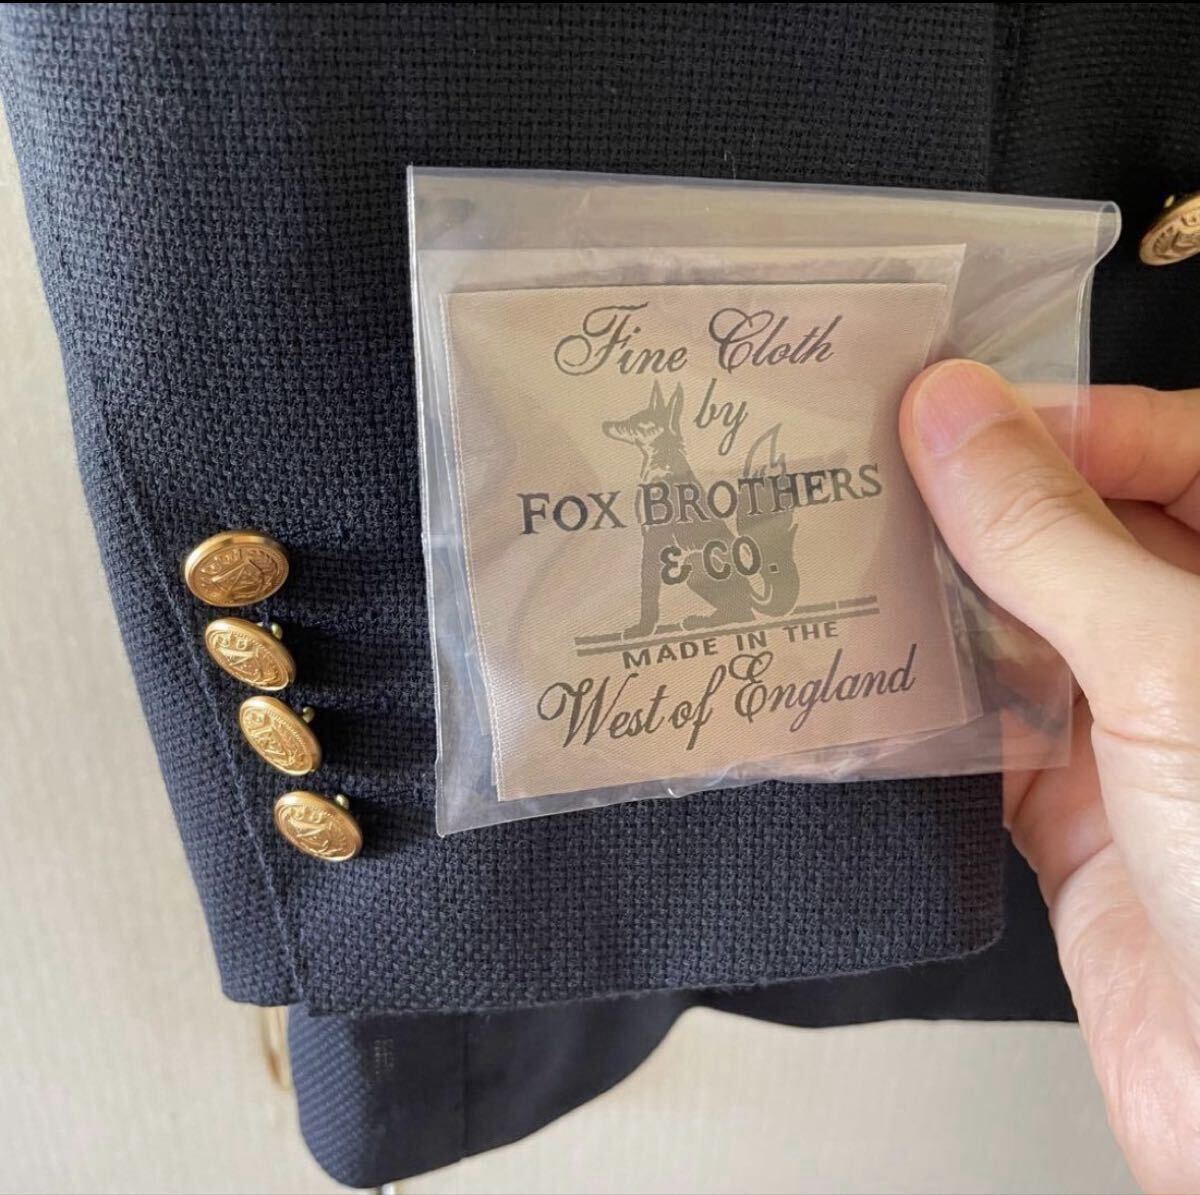 Fine Cloth
by
FOX BROTHERS
& CO.
MADE IN THE
West of England